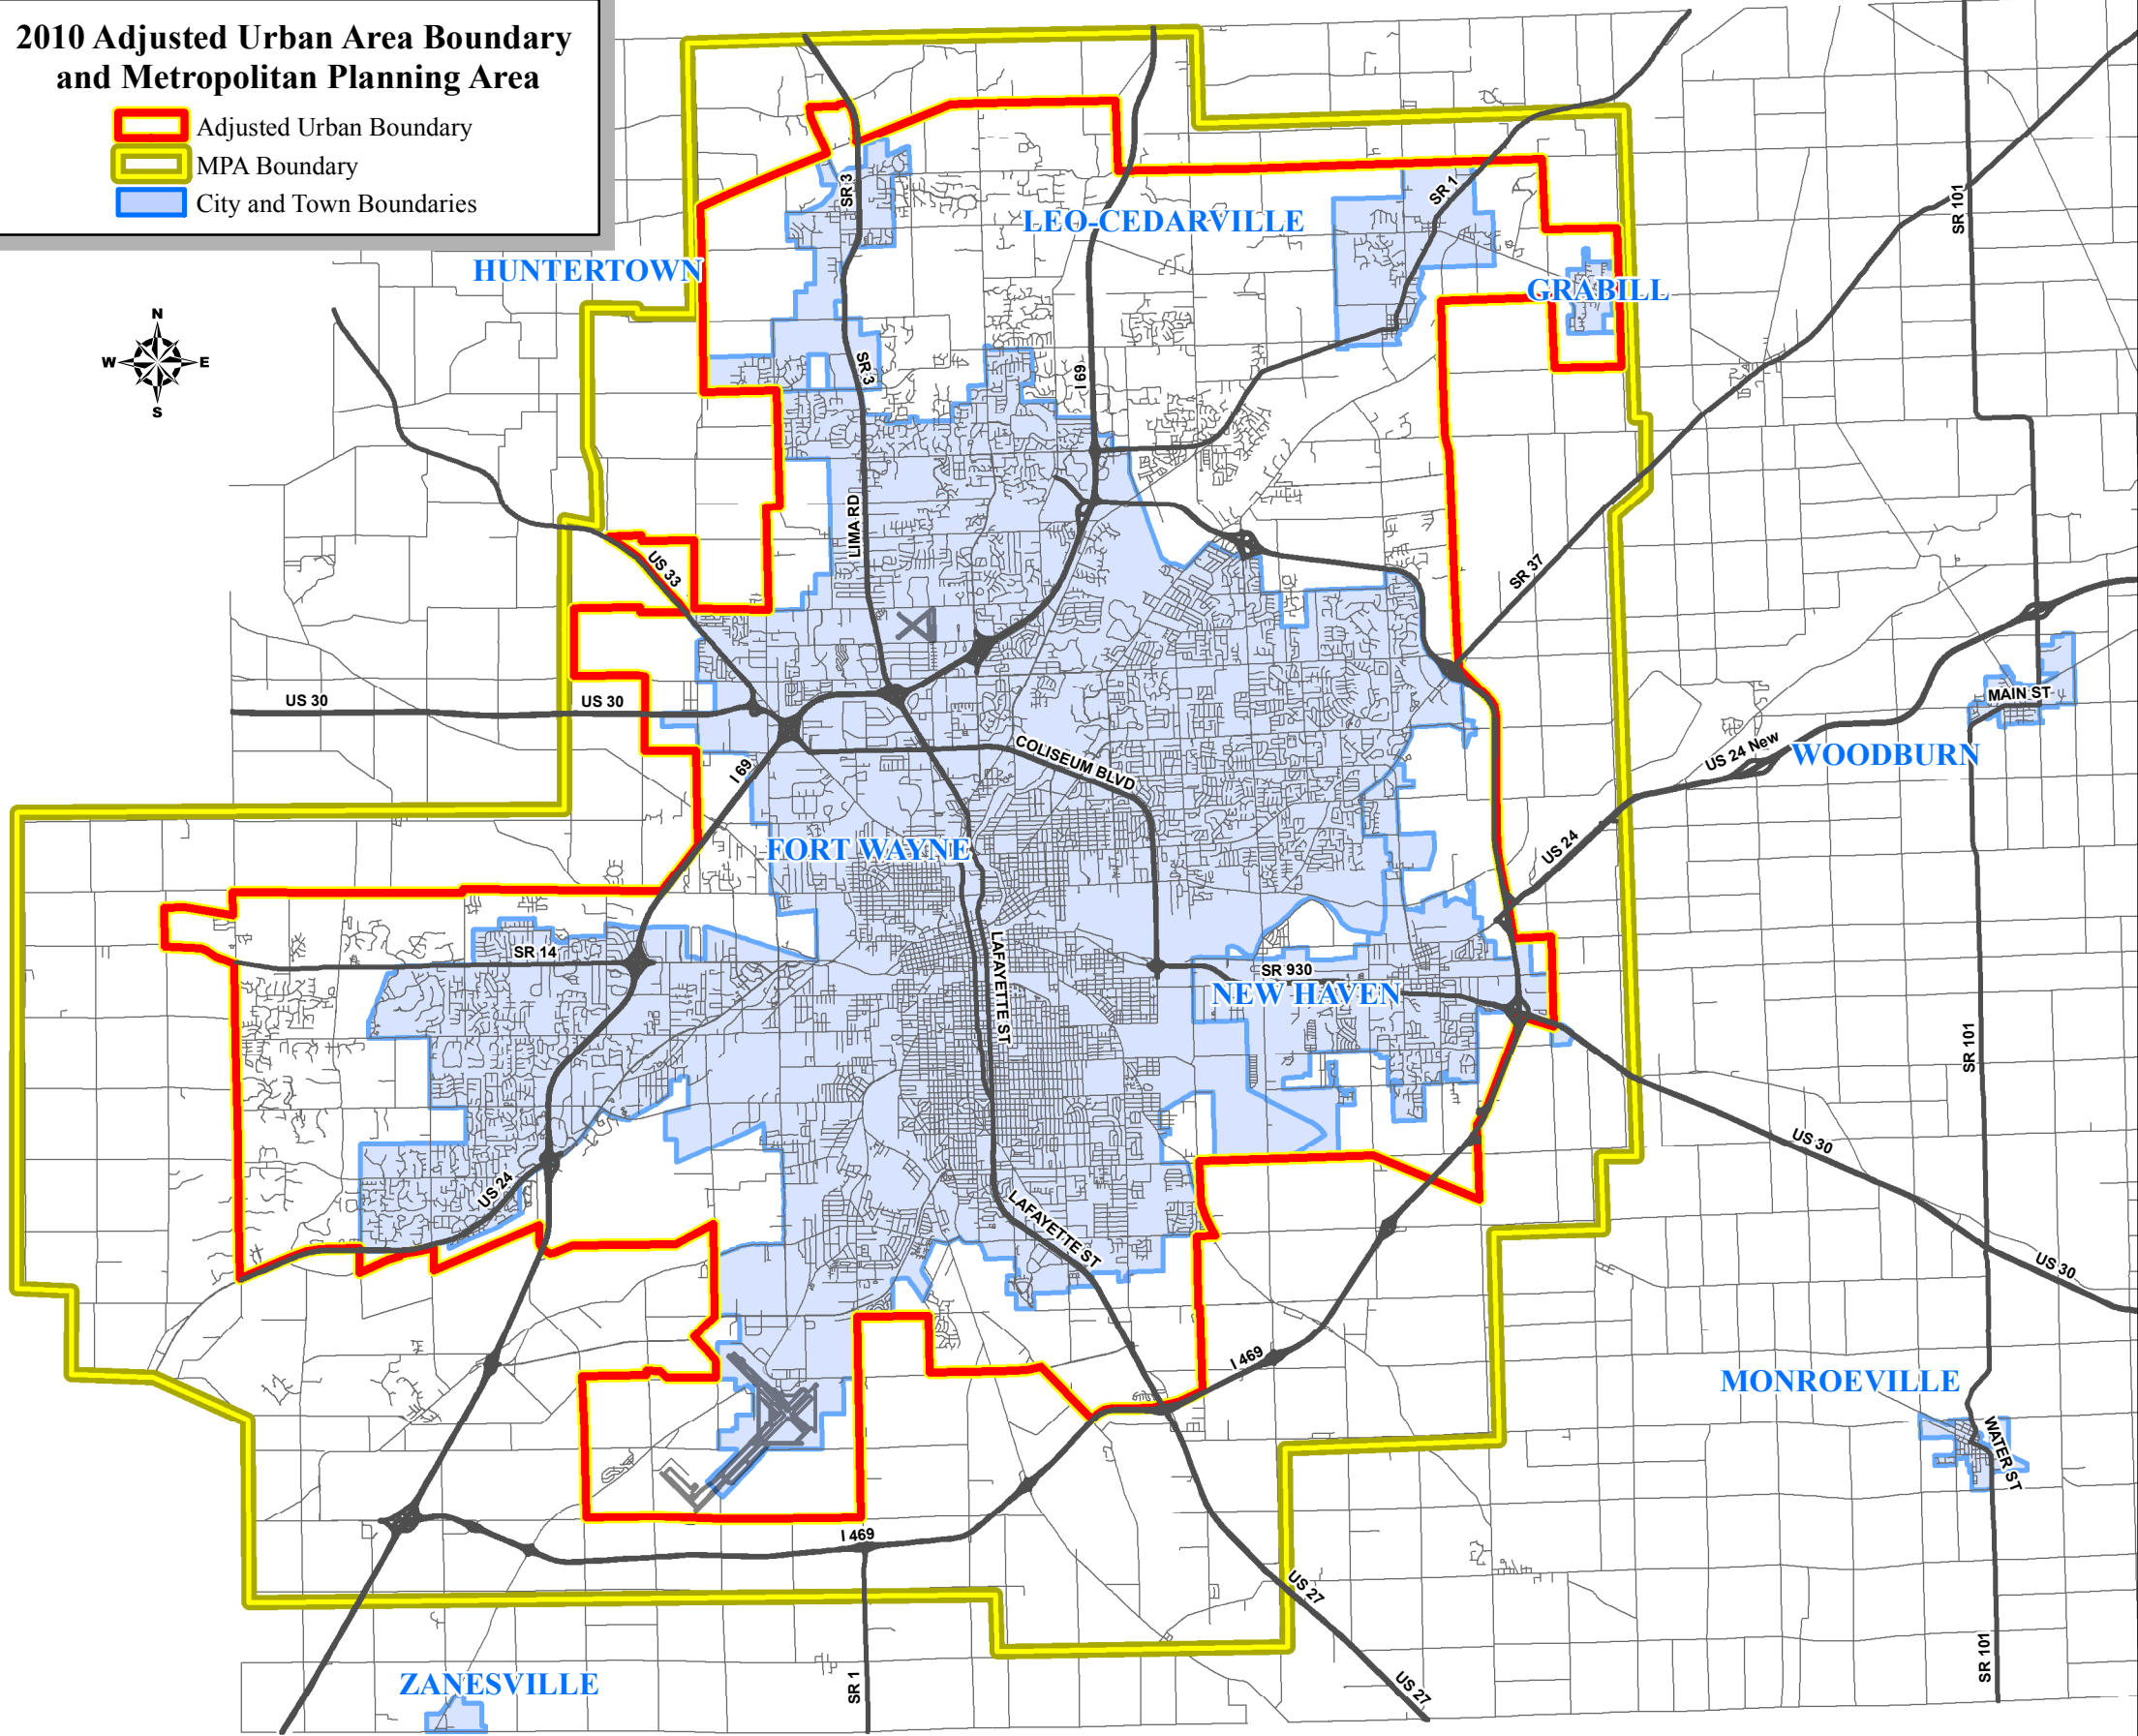 2010 Adjusted Urban Area Boundary
and Metropolitan Planning Area
Adjusted Urban Boundary
MPA Boundary
City and Town Boundaries
SR 3
SR 1
SR 101
LEO-CEDARVILLE
HUNTERTOWN
GRABILL
N
W
E
S
SR 3
I 69
LIMA RD
US 33
SR 37
US 30
US 30
MAIN ST
COLISEUM BLVD
US 24 New
WOODBURN
I 69
FORT WAYNE
US 24
SR 14
LAFAYETTE ST
SR 930
NEW HAVEN
SR 101
US 30
US 24
LAFAYETTE ST
US 30
I 469
MONROEVILLE
WATER ST
I 469
US 27
ZANESVILLE
SR 1
US 27
SR 101